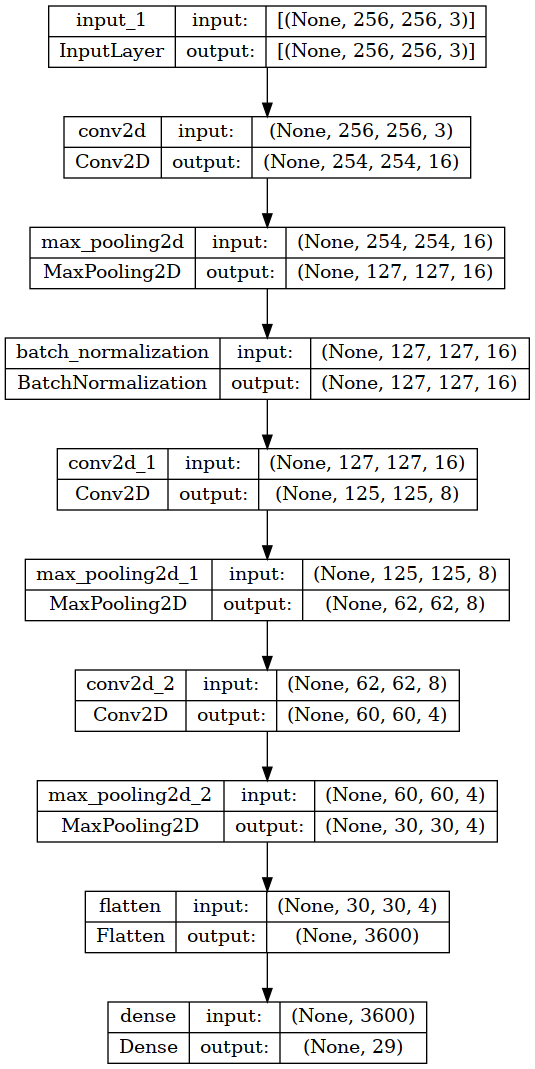 input_1 input: [(None, 256, 256, 3)]
InputLayer output: [(None, 256, 256, 3)]
conv2d input: (None, 256, 256, 3)
Conv2D output: (None, 254, 254, 16)
max_pooling2d input: (None, 254, 254, 16)
MaxPooling2D output: (None, 127, 127, 16)
batch_normalization input: (None, 127, 127, 16)
BatchNormalization output: (None, 127, 127, 16)
conv2d_1 input: (None, 127, 127, 16)
Conv2D output: (None, 125, 125, 8)
max_pooling2d_1 input: (None, 125, 125, 8)
MaxPooling2D output: (None, 62, 62, 8)
conv2d_2 input: (None, 62, 62, 8)
Conv2D output: (None, 60, 60, 4)
max_pooling2d_2 input: (None, 60, 60, 4)
MaxPooling2D output: (None, 30, 30, 4)
flatten input: (None, 30, 30, 4)
Flatten output: (None, 3600)
dense input: (None, 3600)
Dense output: (None, 29)